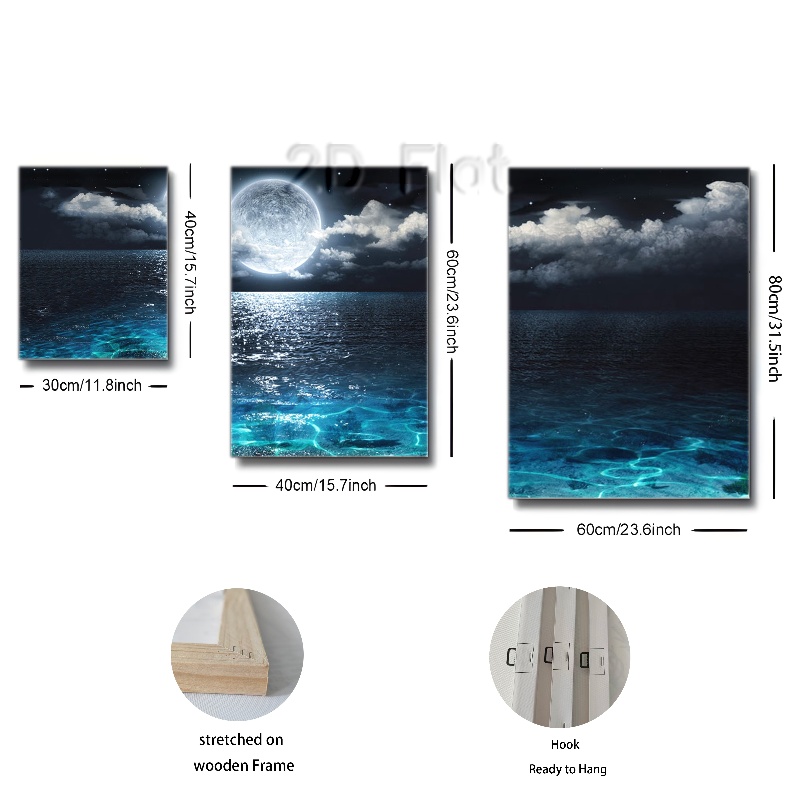 2D Flat
40cm/15.7inch
60cm/23.6inch
80cm/31.5inch
30cm/11.8inch
40cm/15.7inch
60cm/23.6inch
stretched on
wooden Frame
Hook
Ready to Hang